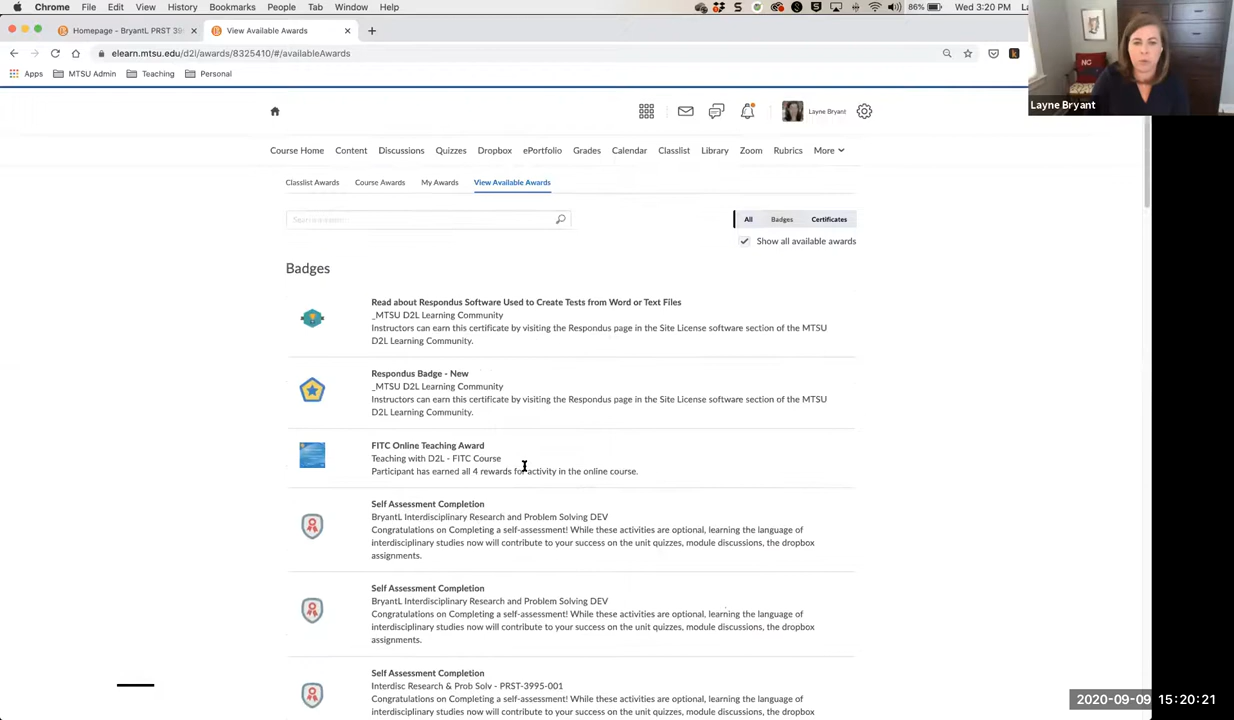 Chrome File Edit View History Bookmarks People Tab Window Help 86% Wed 3:20 PM
Homepage - BryantL PRST 39 View Available Awards
elearn.mtsu.edu/d2l/awards/8325410/#/availableAwards
Apps MTSU Admin Teaching Personal
NG
Layne Bryant
Layne Bryant
Course Home Content Discussions Quizzes Dropbox ePortfolio Grades Calendar Classlist Library Zoom Rubrics More
Classlist Awards Course Awards My Awards View Available Awards
All Badges Certificates
Show all available awards
Badges
Read about Respondus Software Used to Create Tests from Word or Text Files
_MTSU D2L Learning Community
Instructors can earn this certificate by visiting the Respondus page in the Site License software section of the MTSU
D2L Learning Community.
Respondus Badge - New
_MTSU D2L Learning Community
Instructors can earn this certificate by visiting the Respondus page in the Site License software section of the MTSU
D2L Learning Community.
FITC Online Teaching Award
Teaching with D2L - FITC Course
Participant has earned all 4 rewards for activity in the online course.
Self Assessment Completion
BryantL Interdisciplinary Research and Problem Solving DEV
Congratulations on Completing a self-assessment! While these activities are optional, learning the language of
interdisciplinary studies now will contribute to your success on the unit quizzes, module discussions, the dropbox
assignments.
Self Assessment Completion
BryantL Interdisciplinary Research and Problem Solving DEV
Congratulations on Completing a self-assessment! While these activities are optional, learning the language of
interdisciplinary studies now will contribute to your success on the unit quizzes, module discussions, the dropbox
assignments.
Self Assessment Completion
Interdisc Research & Prob Solv - PRST-3995-001
Congratulations on Completing a self-assessment! While these activities are optional, learning the language of
interdisciplinary studies now will contribute to your success on the unit quizzes, module discussions, the dropbox
2020-09-09 15:20:21